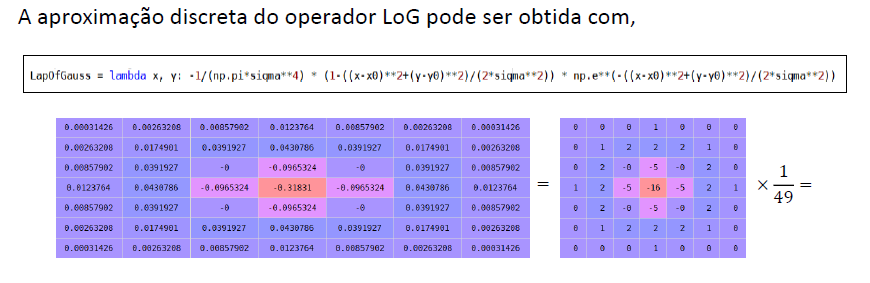 A aproximação discreta do operador LoG pode ser obtida com,
LapOfGauss = lambda x, y: -1/(np.pi*sigma**4) * (1-((x-x0)**2+(y-y0)**2)/(2*sigma**2)) * np.e**(-((x-x0)**2+(y-y0)**2)/(2*sigma**2))
0.00031426 0.00263208 0.00857902 0.0123764 0.00857902 0.00263208 0.00031426 0 0 0 1 0 0 0
0.00263208 0.0174901 0.0391927 0.0430786 0.0391927 0.0174901 0.00263208 0 1 2 2 2 1 0
0.00857902 0.0391927 -0 -0.0965324 -0 0.0391927 0.00857902 0 2 -0 -5 -0 2 0
0.0123764 0.0430786 -0.0965324 -0.31831 -0.0965324 0.0430786 0.0123764 = 1 2 -5 -16 -5 2 1 × 1/49 =
0.00857902 0.0391927 -0 -0.0965324 -0 0.0391927 0.00857902 0 2 -0 -5 -0 2 0
0.00263208 0.0174901 0.0391927 0.0430786 0.0391927 0.0174901 0.00263208 0 1 2 2 2 1 0
0.00031426 0.00263208 0.00857902 0.0123764 0.00857902 0.00263208 0.00031426 0 0 0 1 0 0 0